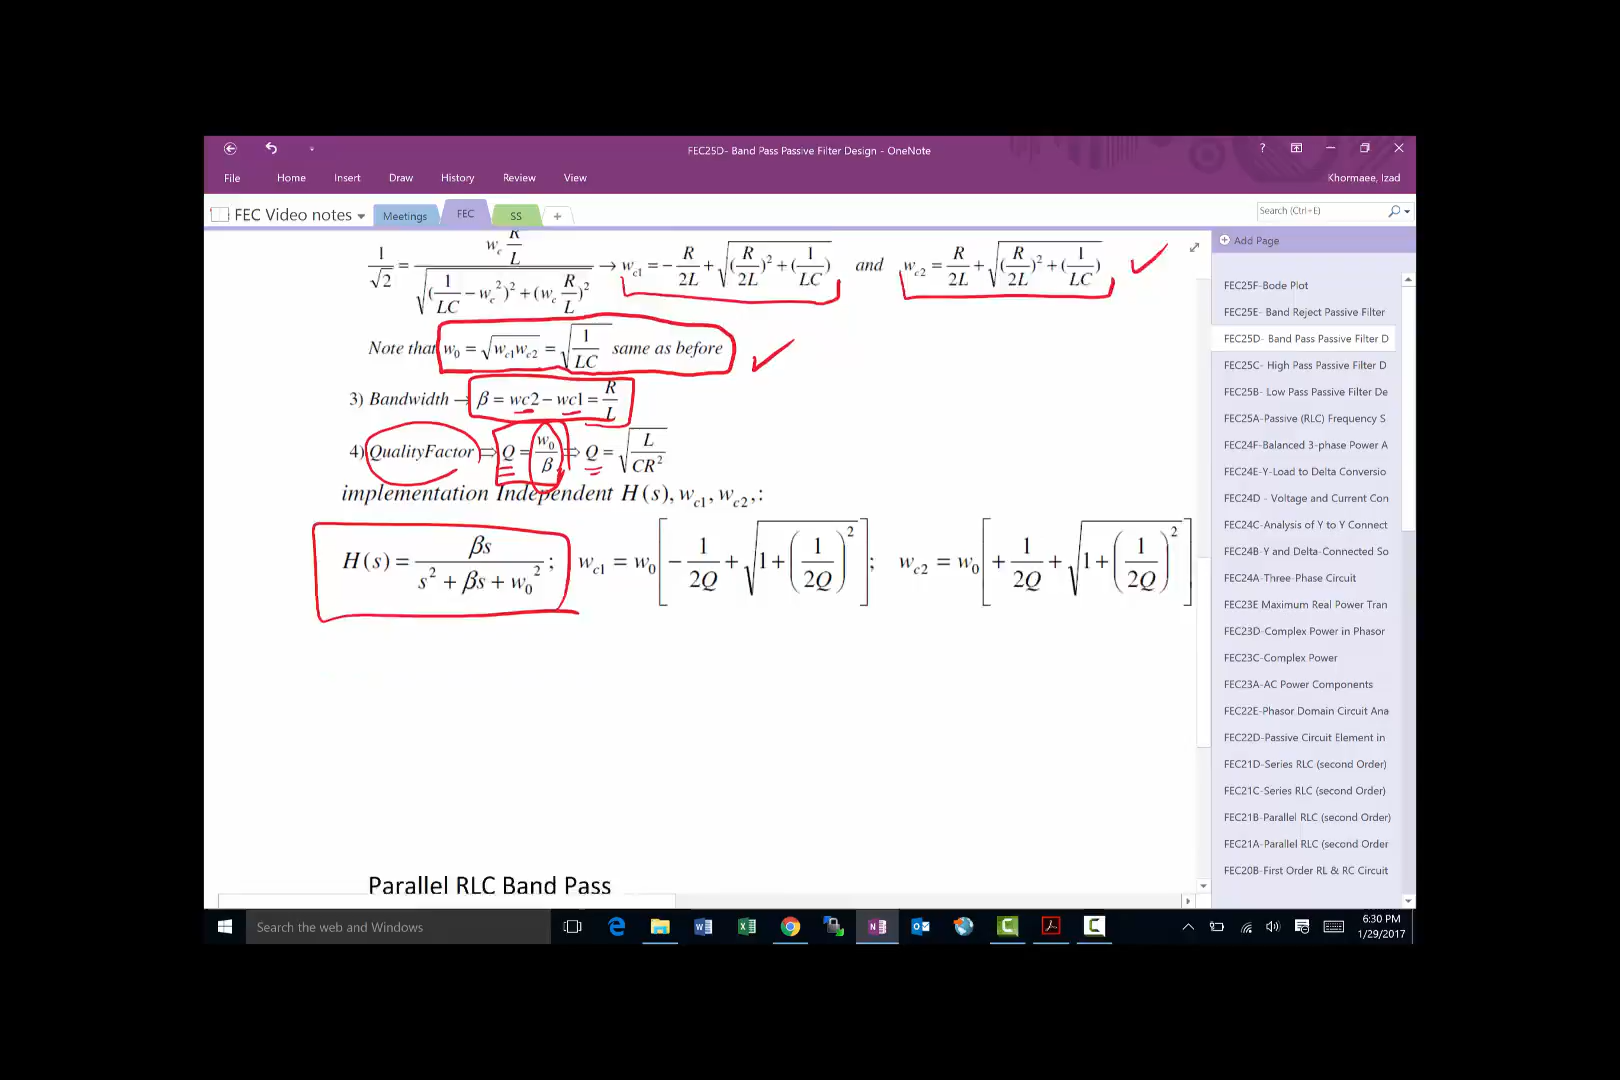 FEC25D- Band Pass Passive Filter Design - OneNote
?
File Home Insert Draw History Review View
Khormaee, Izad
FEC Video notes
Meetings
FEC
SS
+
Search (Ctrl+E)
Add Page
1/√2 = w_c R/L / √((1/LC − w_c²)² + (w_c R/L)²) → w_c1 = −R/2L + √((R/2L)² + (1/LC)) and w_c2 = R/2L + √((R/2L)² + (1/LC))
Note that w_0 = √(w_c1 w_c2) = √(1/LC) same as before
3) Bandwidth → β = wc2 − wc1 = R/L
4) QualityFactor ⇒ Q = w_0/β ⇒ Q = √(L/CR²)
implementation Independent H(s), w_c1, w_c2,:
H(s) = βs / (s² + βs + w_0²); w_c1 = w_0[−1/2Q + √(1 + (1/2Q)²)]; w_c2 = w_0[+1/2Q + √(1 + (1/2Q)²)]
Parallel RLC Band Pass
FEC25F-Bode Plot
FEC25E- Band Reject Passive Filter
FEC25D- Band Pass Passive Filter D
FEC25C- High Pass Passive Filter D
FEC25B- Low Pass Passive Filter De
FEC25A-Passive (RLC) Frequency S
FEC24F-Balanced 3-phase Power A
FEC24E-Y-Load to Delta Conversio
FEC24D - Voltage and Current Con
FEC24C-Analysis of Y to Y Connect
FEC24B-Y and Delta-Connected So
FEC24A-Three-Phase Circuit
FEC23E Maximum Real Power Tran
FEC23D-Complex Power in Phasor
FEC23C-Complex Power
FEC23A-AC Power Components
FEC22E-Phasor Domain Circuit Ana
FEC22D-Passive Circuit Element in
FEC21D-Series RLC (second Order)
FEC21C-Series RLC (second Order)
FEC21B-Parallel RLC (second Order)
FEC21A-Parallel RLC (second Order
FEC20B-First Order RL & RC Circuit
Search the web and Windows
6:30 PM
1/29/2017